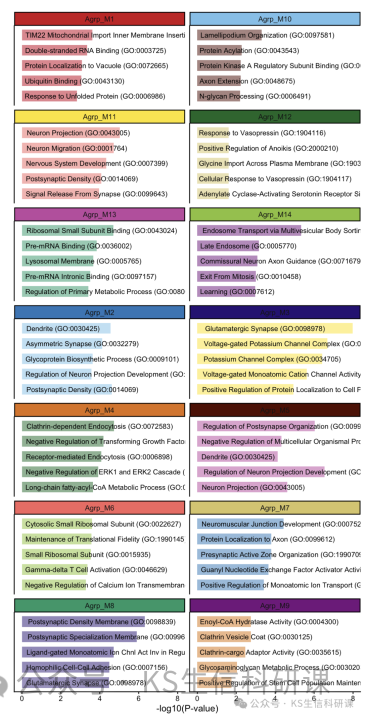 Agrp_M1
TIM22 Mitochondrial Import Inner Membrane Inserti
Double-stranded RNA Binding (GO:0003725)
Protein Localization to Vacuole (GO:0072665)
Ubiquitin Binding (GO:0043130)
Response to Unfolded Protein (GO:0006986)
Agrp_M10
Lamellipodium Organization (GO:0097581)
Protein Acylation (GO:0043543)
Protein Kinase A Regulatory Subunit Binding (GO:0
Axon Extension (GO:0048675)
N-glycan Processing (GO:0006491)
Agrp_M11
Neuron Projection (GO:0043005)
Neuron Migration (GO:0001764)
Nervous System Development (GO:0007399)
Postsynaptic Density (GO:0014069)
Signal Release From Synapse (GO:0099643)
Agrp_M12
Response to Vasopressin (GO:1904116)
Positive Regulation of Anoikis (GO:2000210)
Glycine Import Across Plasma Membrane (GO:1903
Cellular Response to Vasopressin (GO:1904117)
Adenylate Cyclase-Activating Serotonin Receptor Si
Agrp_M13
Ribosomal Small Subunit Binding (GO:0043024)
Pre-mRNA Binding (GO:0036002)
Lysosomal Membrane (GO:0005765)
Pre-mRNA Intronic Binding (GO:0097157)
Regulation of Primary Metabolic Process (GO:0080
Agrp_M14
Endosome Transport via Multivesicular Body Sortin
Late Endosome (GO:0005770)
Commissural Neuron Axon Guidance (GO:0071679
Exit From Mitosis (GO:0010458)
Learning (GO:0007612)
Agrp_M2
Dendrite (GO:0030425)
Asymmetric Synapse (GO:0032279)
Glycoprotein Biosynthetic Process (GO:0009101)
Regulation of Neuron Projection Development (GO:
Postsynaptic Density (GO:0014069)
Agrp_M3
Glutamatergic Synapse (GO:0098978)
Voltage-gated Potassium Channel Complex (GO:0
Potassium Channel Complex (GO:0034705)
Voltage-gated Monoatomic Cation Channel Activity
Positive Regulation of Protein Localization to Cell F
Agrp_M4
Clathrin-dependent Endocytosis (GO:0072583)
Negative Regulation of Transforming Growth Facto
Receptor-mediated Endocytosis (GO:0006898)
Negative Regulation of ERK1 and ERK2 Cascade (
Long-chain fatty-acyl-CoA Metabolic Process (GO:0
Agrp_M5
Regulation of Postsynapse Organization (GO:0099
Negative Regulation of Multicellular Organismal Prc
Dendrite (GO:0030425)
Regulation of Neuron Projection Development (GC
Neuron Projection (GO:0043005)
Agrp_M6
Cytosolic Small Ribosomal Subunit (GO:0022627)
Maintenance of Translational Fidelity (GO:1990145
Small Ribosomal Subunit (GO:0015935)
Gamma-delta T Cell Activation (GO:0046629)
Negative Regulation of Calcium Ion Transmembran
Agrp_M7
Neuromuscular Junction Development (GO:000752
Protein Localization to Axon (GO:0099612)
Presynaptic Active Zone Organization (GO:1990709
Guanyl Nucleotide Exchange Factor Activator Activi
Positive Regulation of Monoatomic Ion Transport (G
Agrp_M8
Postsynaptic Density Membrane (GO:0098839)
Postsynaptic Specialization Membrane (GO:00996
Ligand-gated Monoatomic Ion Chnl Act Inv in Regu
Homophilic Cell-Cell Adhesion (GO:0007156)
Glutamatergic Synapse (GO:0098978)
Agrp_M9
Enoyl-CoA Hydratase Activity (GO:0004300)
Clathrin Vesicle Coat (GO:0030125)
Clathrin-cargo Adaptor Activity (GO:0035615)
Glycosaminoglycan Metabolic Process (GO:003020
Positive Regulation of Stem Cell Population Mainten
0 2 4 6 8 0 2 4 6 8
-log10(P-value)
公众号 · KS生信科研课
公众号 · KS生信科研课